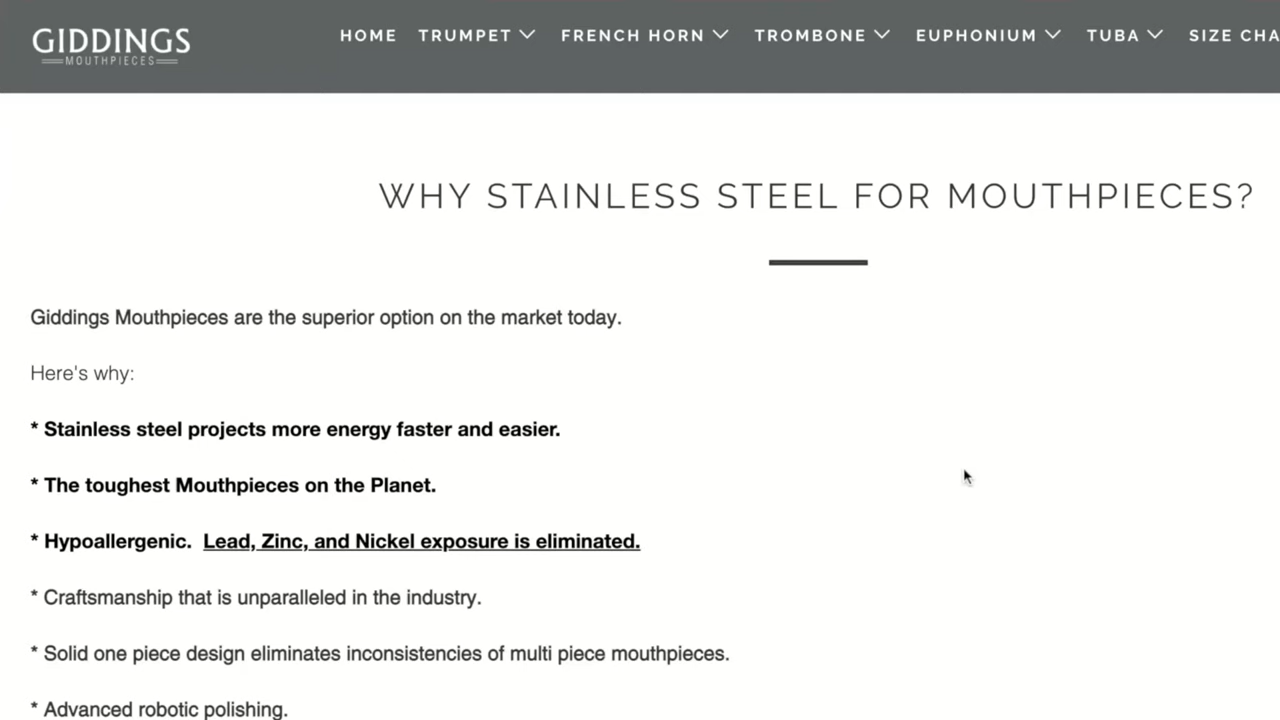 GIDDINGS
MOUTHPIECES
HOME TRUMPET FRENCH HORN TROMBONE EUPHONIUM TUBA SIZE CHA
WHY STAINLESS STEEL FOR MOUTHPIECES?
Giddings Mouthpieces are the superior option on the market today.
Here's why:
* Stainless steel projects more energy faster and easier.
* The toughest Mouthpieces on the Planet.
* Hypoallergenic. Lead, Zinc, and Nickel exposure is eliminated.
* Craftsmanship that is unparalleled in the industry.
* Solid one piece design eliminates inconsistencies of multi piece mouthpieces.
* Advanced robotic polishing.